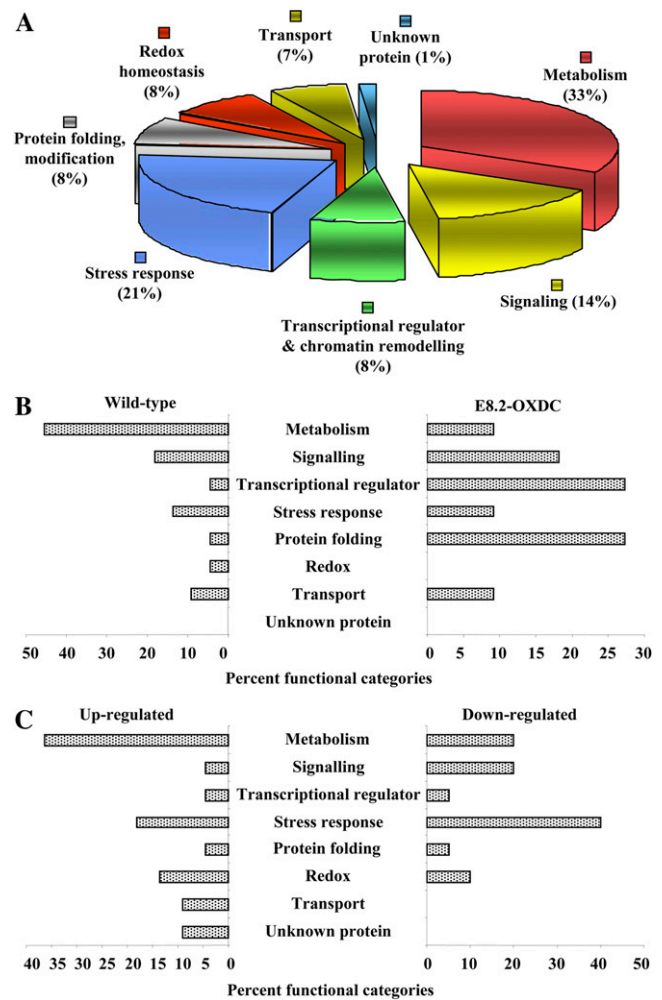 A
Transport
(7%)
Unknown
protein (1%)
Redox
homeostasis
(8%)
Metabolism
(33%)
Protein folding,
modification
(8%)
Stress response
(21%)
Signaling (14%)
Transcriptional regulator
& chromatin remodelling
(8%)
B
Wild-type
E8.2-OXDC
Metabolism
Signalling
Transcriptional regulator
Stress response
Protein folding
Redox
Transport
Unknown protein
50 40 30 20 10 0
0 5 10 15 20 25 30
Percent functional categories
C
Up-regulated
Down-regulated
Metabolism
Signalling
Transcriptional regulator
Stress response
Protein folding
Redox
Transport
Unknown protein
40 35 30 25 20 15 10 5 0
0 10 20 30 40 50
Percent functional categories